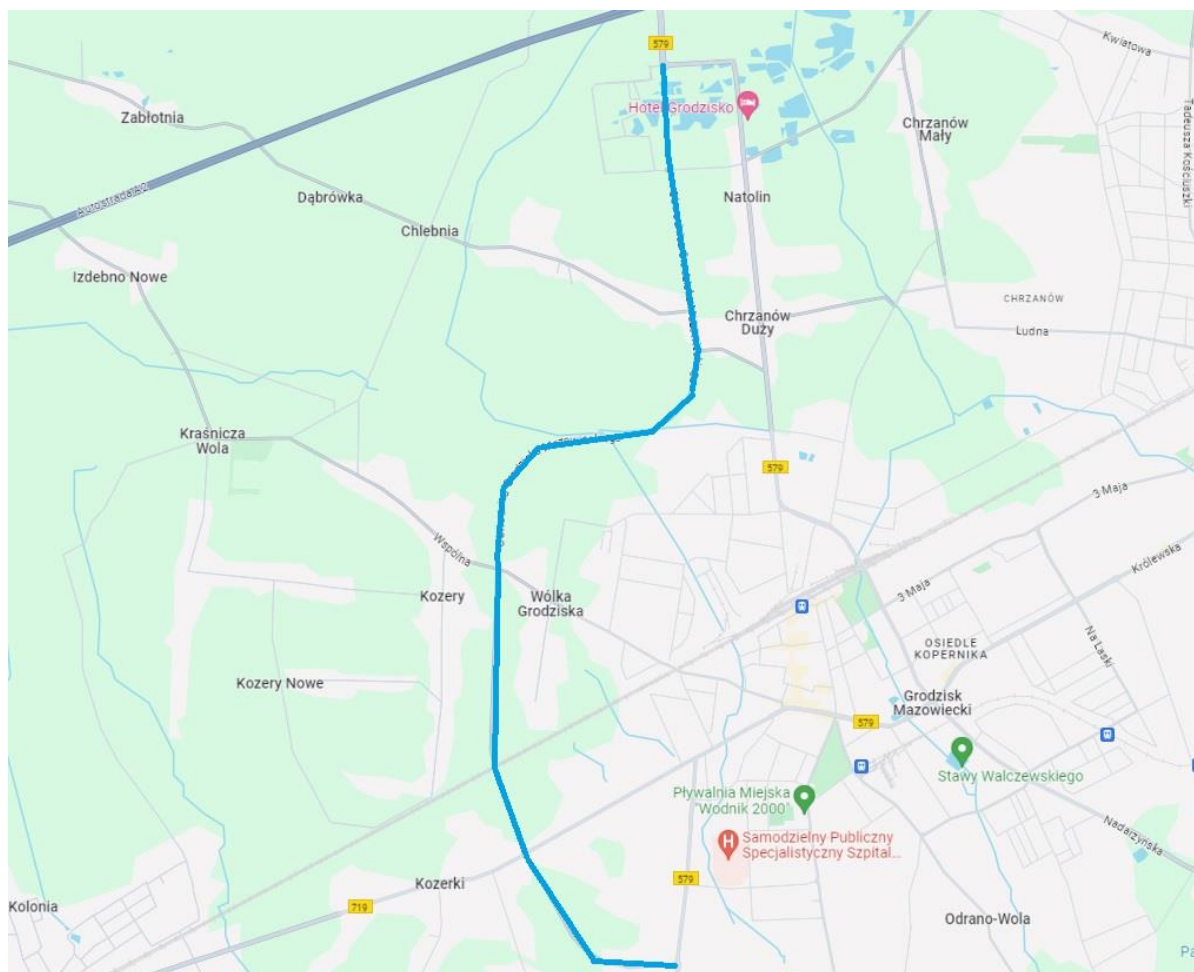 579
Kwiatowa
Tadeusza Kościuszki
Hotel Grodzisko
Zabłotnia
Chrzanów
Mały
Autostrada A2
Dąbrówka
Natolin
Chlebnia
Izdebno Nowe
CHRZANÓW
Chrzanów
Duży
Ludna
Kraśnicza
Wola
579
3 Maja
Wspólna
Królewska
Kozery
Wólka
Grodziska
3 Maja
OSIEDLE
KOPERNIKA
Na Laski
Kozery Nowe
Grodzisk
Mazowiecki
579
Stawy Walczewskiego
Pływalnia Miejska
"Wodnik 2000"
Nadarzyńska
Samodzielny Publiczny
Specjalistyczny Szpital...
H
Kozerki
579
Kolonia
719
Odrano-Wola